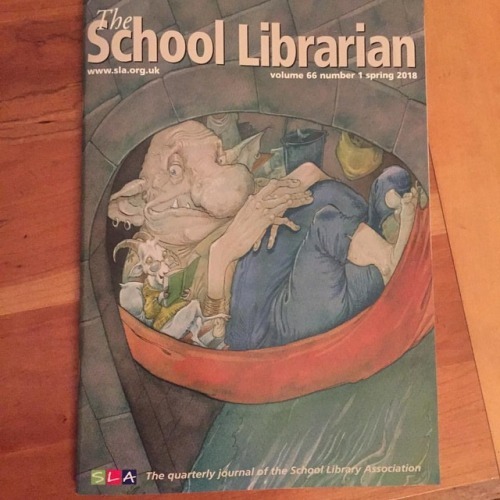 The
School Librarian
www.sla.org.uk
volume 66 number 1 spring 2018
SLA The quarterly journal of the School Library Association